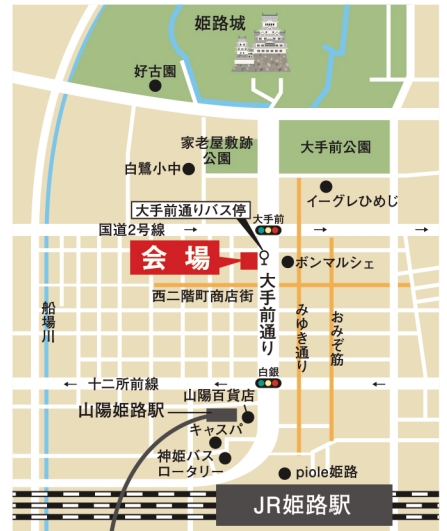 姫路城
好古園
家老屋敷跡
公園
大手前公園
白鷺小中
イーグレひめじ
大手前通りバス停
大手前
国道2号線
→
→
→
会場
ボンマルシェ
西二階町商店街
大手前通り
みゆき通り
おみぞ筋
船場川
白銀
←
十二所前線
←
←
山陽百貨店
山陽姫路駅
キャスパ
神姫バス
ロータリー
piole姫路
JR姫路駅